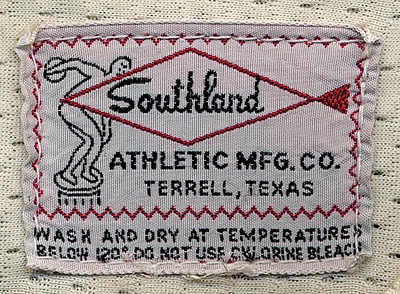 Southland
ATHLETIC MFG. CO.
TERRELL, TEXAS
WASH AND DRY AT TEMPERATURES
BELOW 120° DO NOT USE CHLORINE BLEACH